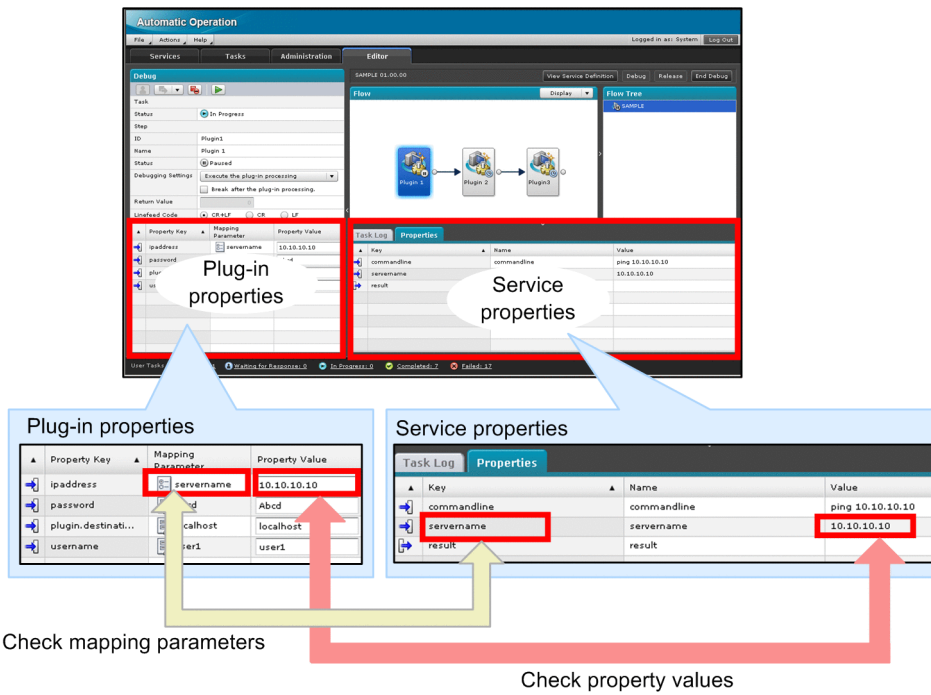 Automatic Operation
File Actions Help Logged in as: System Log Out
Services Tasks Administration Editor
Debug SAMPLE 01.00.00 View Service Definition Debug Release End Debug
Flow Display Flow Tree
Task SAMPLE
Status In Progress
Step
ID Plugin1
Name Plugin 1
Status Paused
Debugging Settings Execute the plug-in processing
Break after the plug-in processing.
Plugin 1 Plugin 2 Plugin3
Return Value
Linefeed Code CR+LF CR LF
Property Key Mapping Parameter Property Value
ipaddress servername 10.10.10.10
password
Task Log Properties
Key Name Value
commandline commandline ping 10.10.10.10
servername 10.10.10.10
result
Plug-in
properties
Service
properties
User Tasks Waiting for Response: 0 In Progress: 0 Completed: 7 Failed: 17
Plug-in properties
Property Key Mapping Parameter Property Value
ipaddress servername 10.10.10.10
password Abcd
plugin.destinati... localhost
username user1
Service properties
Task Log Properties
Key Name Value
commandline commandline ping 10.10.10.10
servername servername 10.10.10.10
result result
Check mapping parameters
Check property values